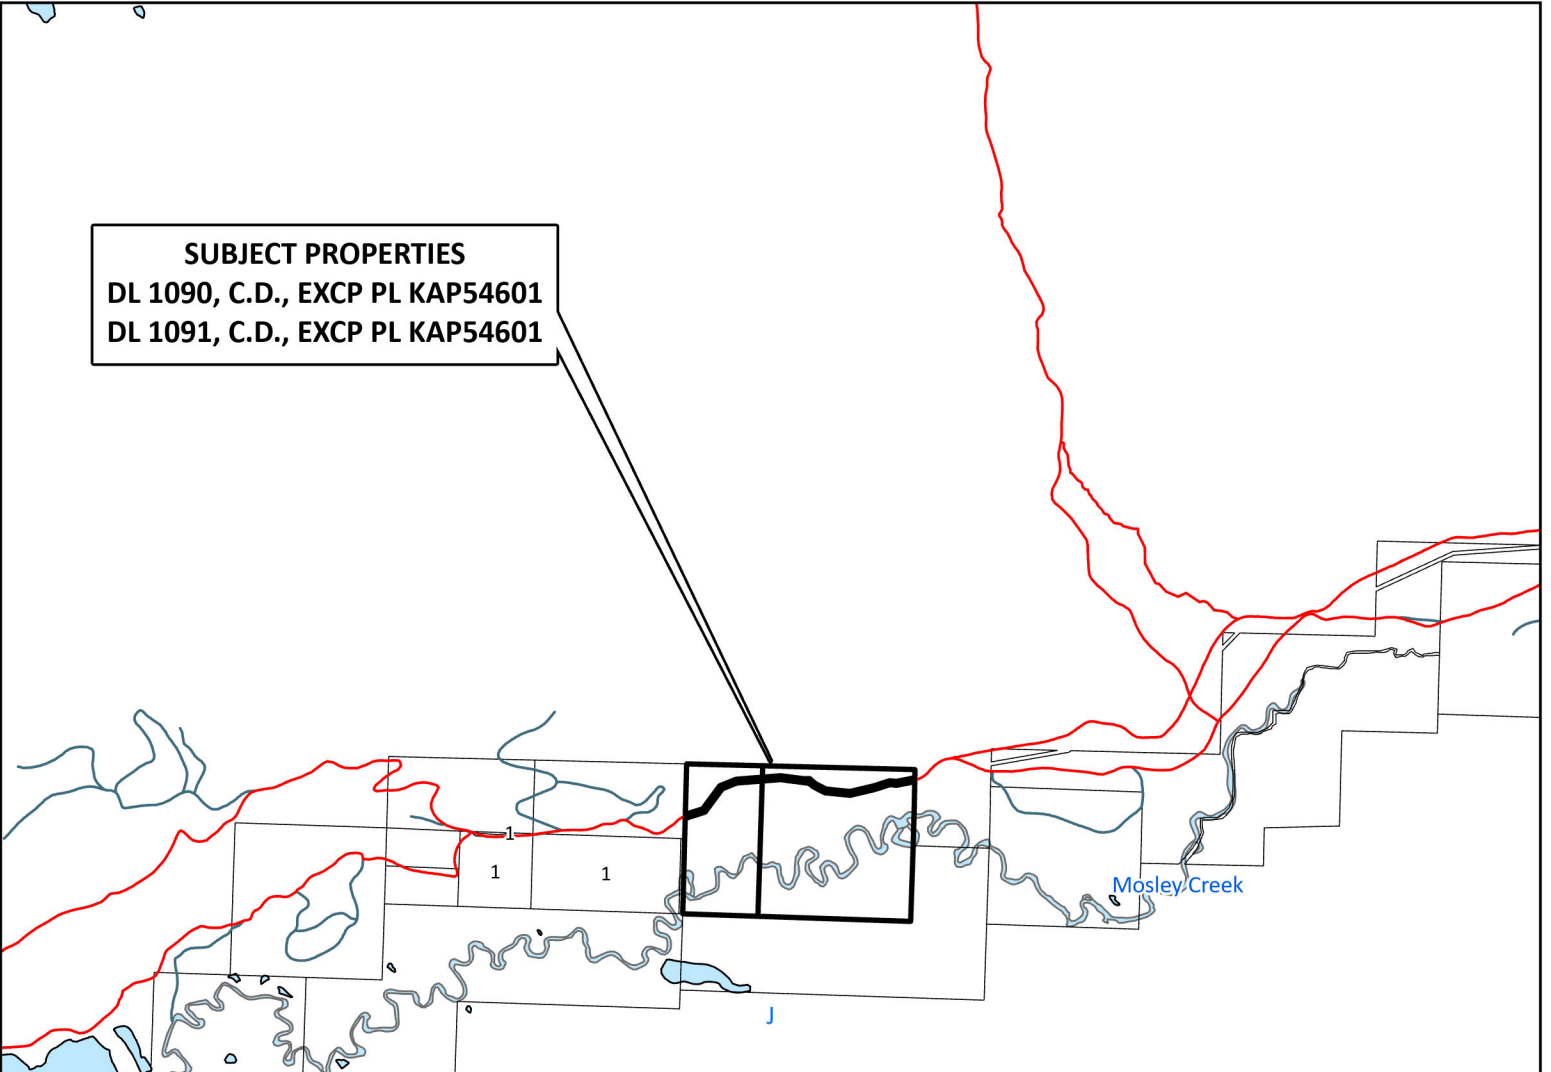 SUBJECT PROPERTIES
DL 1090, C.D., EXCP PL KAP54601
DL 1091, C.D., EXCP PL KAP54601
1
1
1
Mosley Creek
J